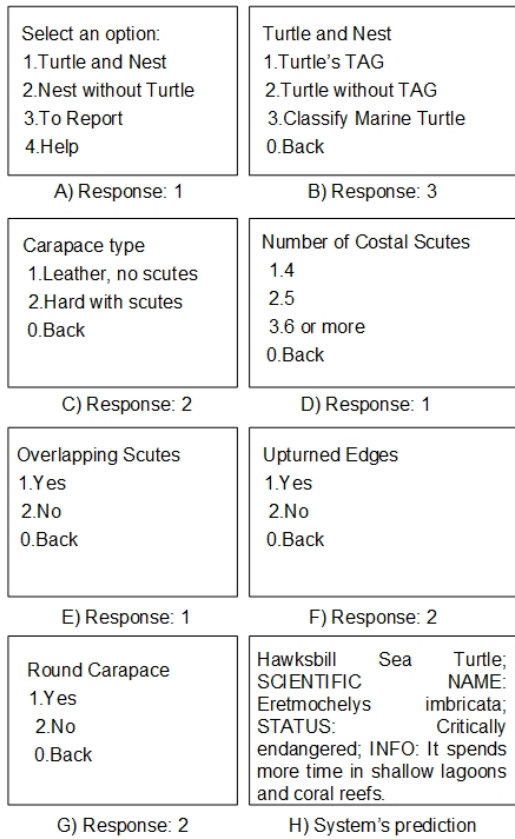 Select an option:
1.Turtle and Nest
2.Nest without Turtle
3.To Report
4.Help
A) Response: 1
Turtle and Nest
1.Turtle's TAG
2.Turtle without TAG
3.Classify Marine Turtle
0.Back
B) Response: 3
Carapace type
1.Leather, no scutes
2.Hard with scutes
0.Back
C) Response: 2
Number of Costal Scutes
1.4
2.5
3.6 or more
0.Back
D) Response: 1
Overlapping Scutes
1.Yes
2.No
0.Back
E) Response: 1
Upturned Edges
1.Yes
2.No
0.Back
F) Response: 2
Round Carapace
1.Yes
2.No
0.Back
G) Response: 2
Hawksbill Sea Turtle;
SCIENTIFIC NAME:
Eretmochelys imbricata;
STATUS: Critically
endangered; INFO: It spends
more time in shallow lagoons
and coral reefs.
H) System's prediction